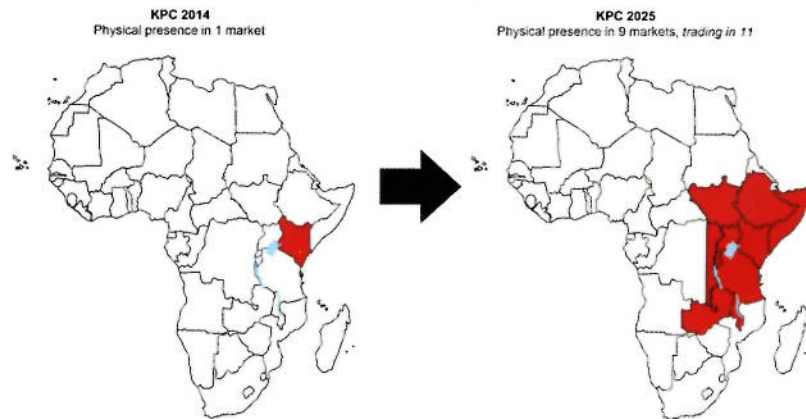 KPC 2014
Physical presence in 1 market
KPC 2025
Physical presence in 9 markets, trading in 11